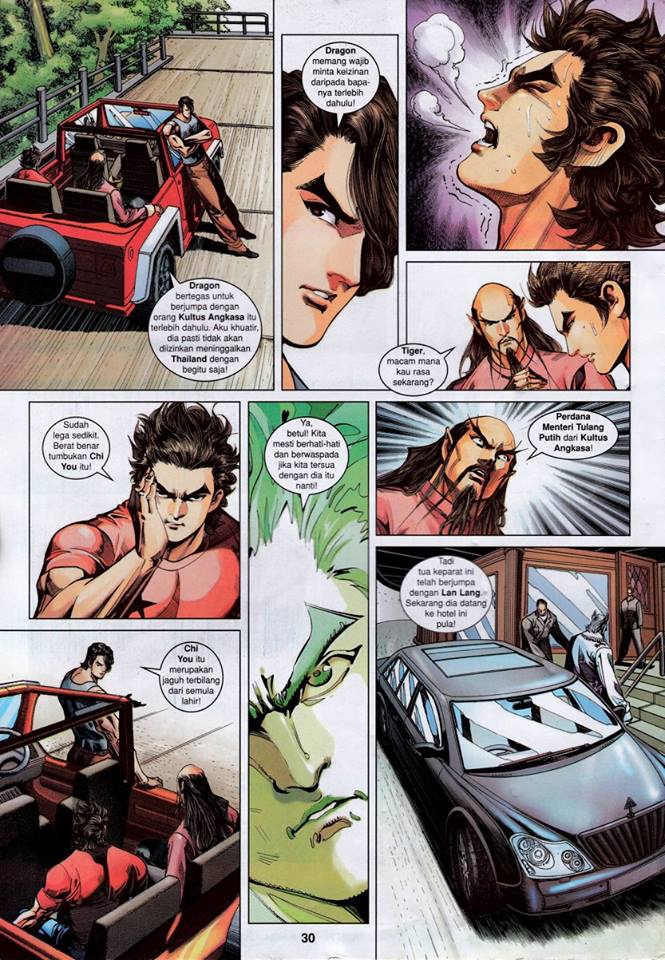 Dragon
bertegas untuk
berjumpa dengan
orang Kultus Angkasa itu
terlebih dahulu. Aku khuatir,
dia pasti tidak akan
diizinkan meninggalkan
Thailand dengan
begitu saja!
Dragon
memang wajib
minta keizinan
daripada bapa-
nya terlebih
dahulu!
Tiger,
macam mana
kau rasa
sekarang?
Sudah
lega sedikit.
Berat benar
tumbukan Chi
You itu!
Ya,
betul! Kita
mesti berhati-hati
dan berwaspada
jika kita tersua
dengan dia itu
nanti!
Perdana
Menteri Tulang
Putih dari Kultus
Angkasa!
Chi
You itu
merupakan
jaguh terbilang
dari semula
lahir!
Tadi
tua keparat ini
telah berjumpa
dengan Lan Lang.
Sekarang dia datang
ke hotel ini
pula!
30